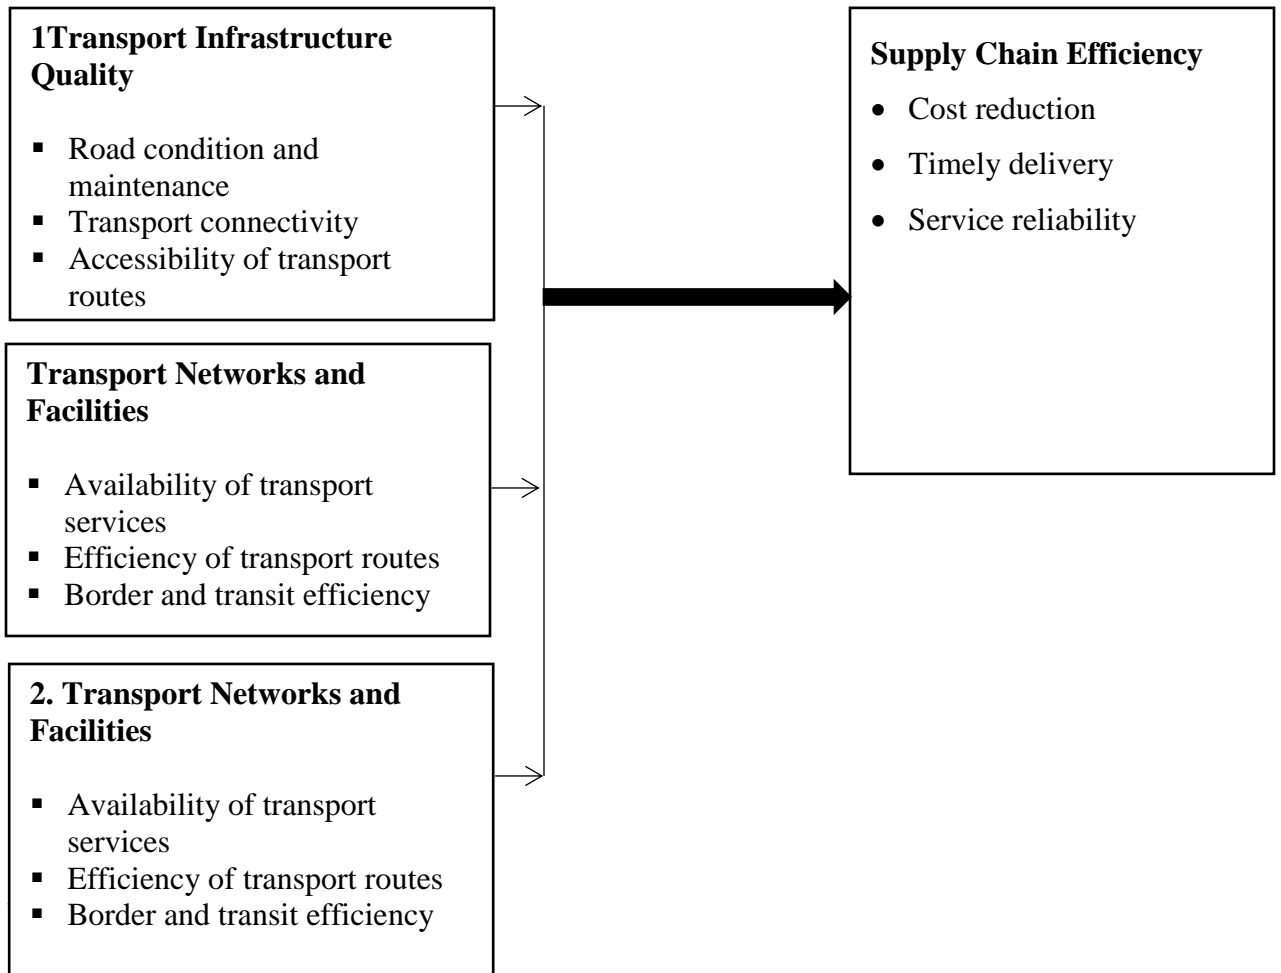 1Transport Infrastructure
Quality
▪ Road condition and
maintenance
▪ Transport connectivity
▪ Accessibility of transport
routes
Transport Networks and
Facilities
▪ Availability of transport
services
▪ Efficiency of transport routes
▪ Border and transit efficiency
2. Transport Networks and
Facilities
▪ Availability of transport
services
▪ Efficiency of transport routes
▪ Border and transit efficiency
Supply Chain Efficiency
• Cost reduction
• Timely delivery
• Service reliability